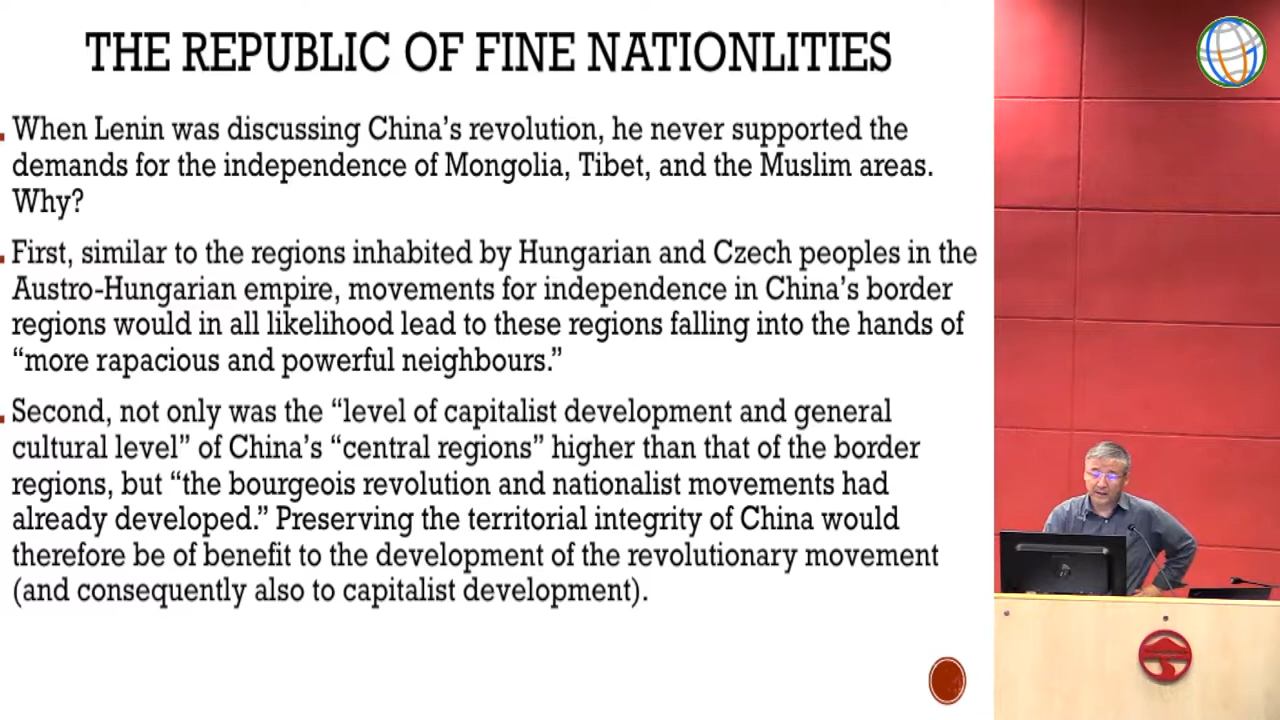 THE REPUBLIC OF FINE NATIONLITIES
When Lenin was discussing China’s revolution, he never supported the
demands for the independence of Mongolia, Tibet, and the Muslim areas.
Why?
First, similar to the regions inhabited by Hungarian and Czech peoples in the
Austro-Hungarian empire, movements for independence in China’s border
regions would in all likelihood lead to these regions falling into the hands of
“more rapacious and powerful neighbours.”
Second, not only was the “level of capitalist development and general
cultural level” of China’s “central regions” higher than that of the border
regions, but “the bourgeois revolution and nationalist movements had
already developed.” Preserving the territorial integrity of China would
therefore be of benefit to the development of the revolutionary movement
(and consequently also to capitalist development).